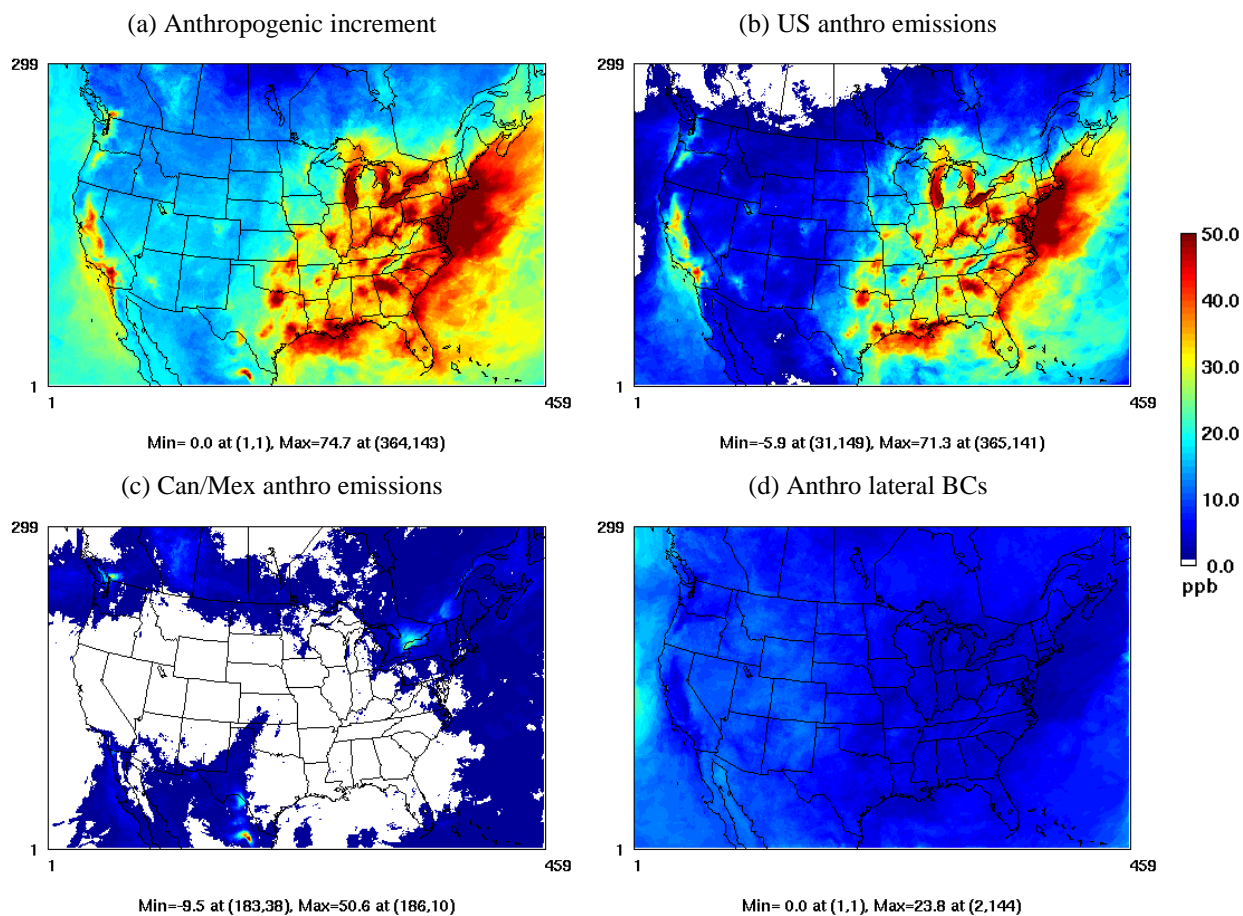 (a) Anthropogenic increment
(b) US anthro emissions
299
1
1
459
Min= 0.0 at (1,1), Max=74.7 at (364,143)
299
1
1
459
Min=-5.9 at (31,149), Max=71.3 at (365,141)
(c) Can/Mex anthro emissions
(d) Anthro lateral BCs
299
1
1
459
Min=-9.5 at (183,38), Max=50.6 at (186,10)
299
1
1
459
Min= 0.0 at (1,1), Max=23.8 at (2,144)
50.0
40.0
30.0
20.0
10.0
0.0
ppb